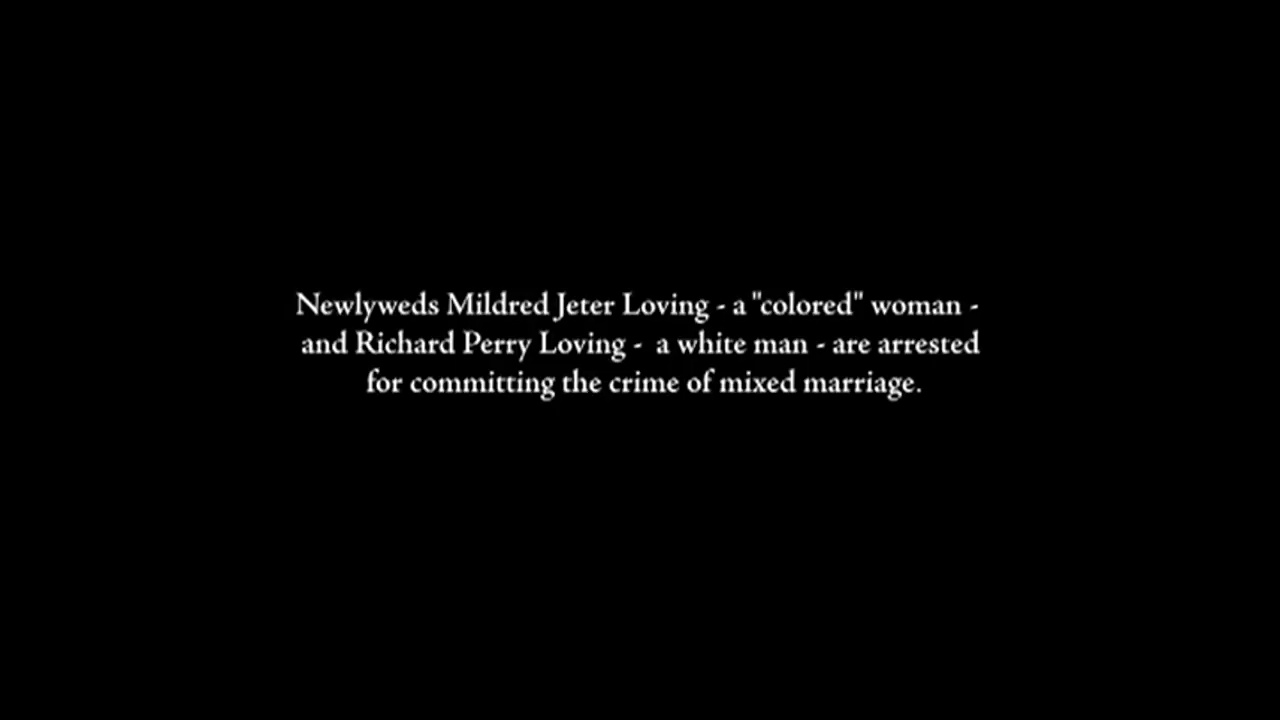 Newlyweds Mildred Jeter Loving - a "colored" woman -
and Richard Perry Loving -  a white man - are arrested
for committing the crime of mixed marriage.